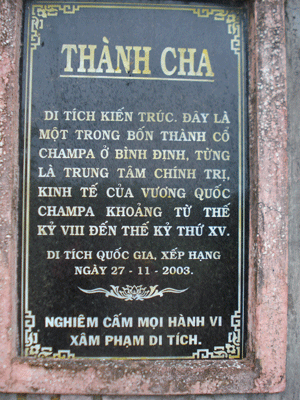 THÀNH CHA
DI TÍCH KIẾN TRÚC. ĐÂY LÀ
MỘT TRONG BỐN THÀNH CỔ
CHAMPA Ở BÌNH ĐỊNH, TỪNG
LÀ TRUNG TÂM CHÍNH TRỊ,
KINH TẾ CỦA VƯƠNG QUỐC
CHAMPA KHOẢNG TỪ THẾ
KỶ VIII ĐẾN THẾ KỶ THỨ XV.
DI TÍCH QUỐC GIA, XẾP HẠNG
NGÀY 27 - 11 - 2003.
NGHIÊM CẤM MỌI HÀNH VI
XÂM PHẠM DI TÍCH.